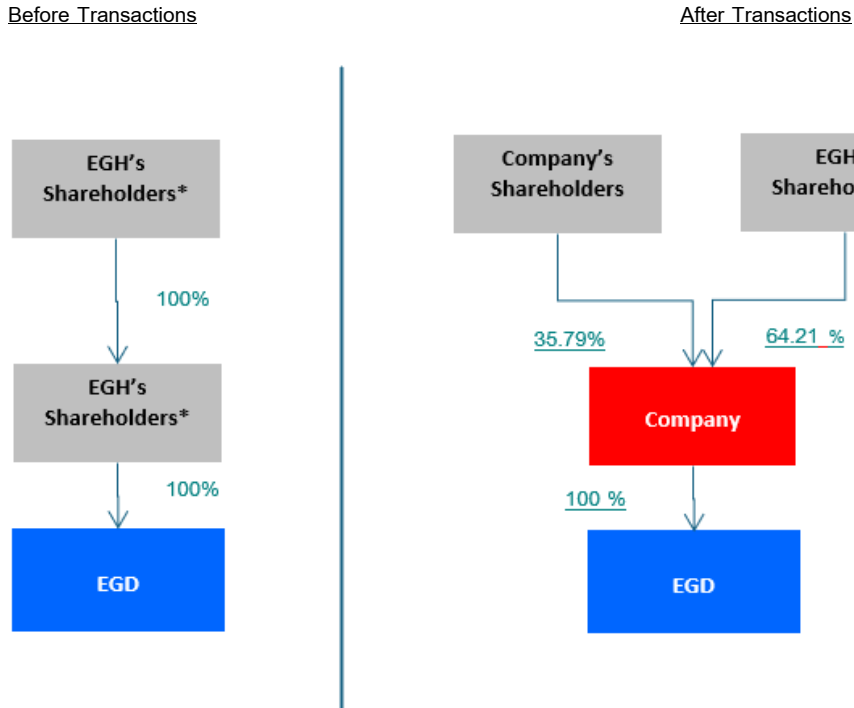 Before Transactions
After Transactions
EGH's
Shareholders*
100%
EGH's
Shareholders*
100%
EGD
Company's
Shareholders
35.79%
64.21_%
Company
100 %
EGD